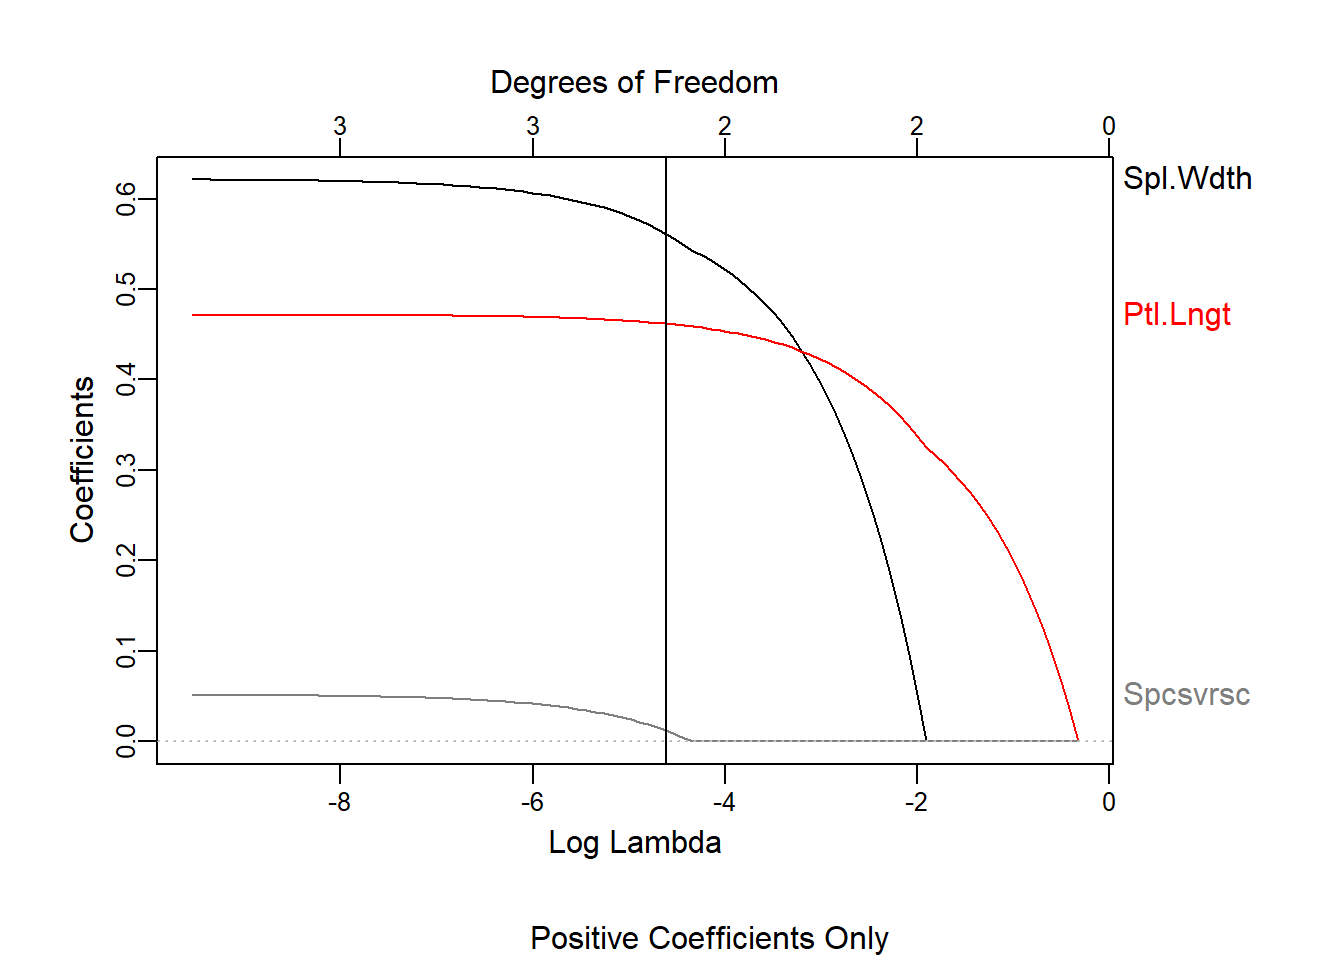 Degrees of Freedom
3 3 2 2 0
Spl.Wdth
Ptl.Lngt
Spcsvrsc
Coefficients
0.6
0.5
0.4
0.3
0.2
0.1
0.0
-8 -6 -4 -2 0
Log Lambda
Positive Coefficients Only